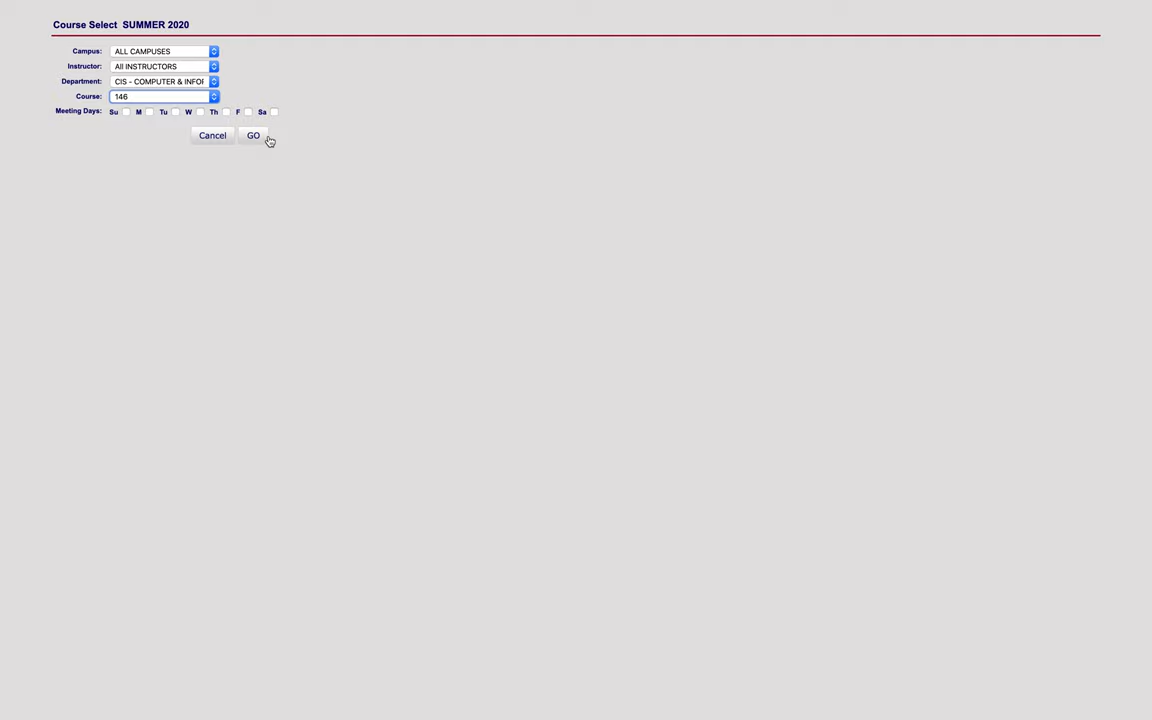 Course Select SUMMER 2020
Campus: ALL CAMPUSES
Instructor: All INSTRUCTORS
Department: CIS - COMPUTER & INFOR
Course: 146
Meeting Days: Su M Tu W Th F Sa
Cancel GO